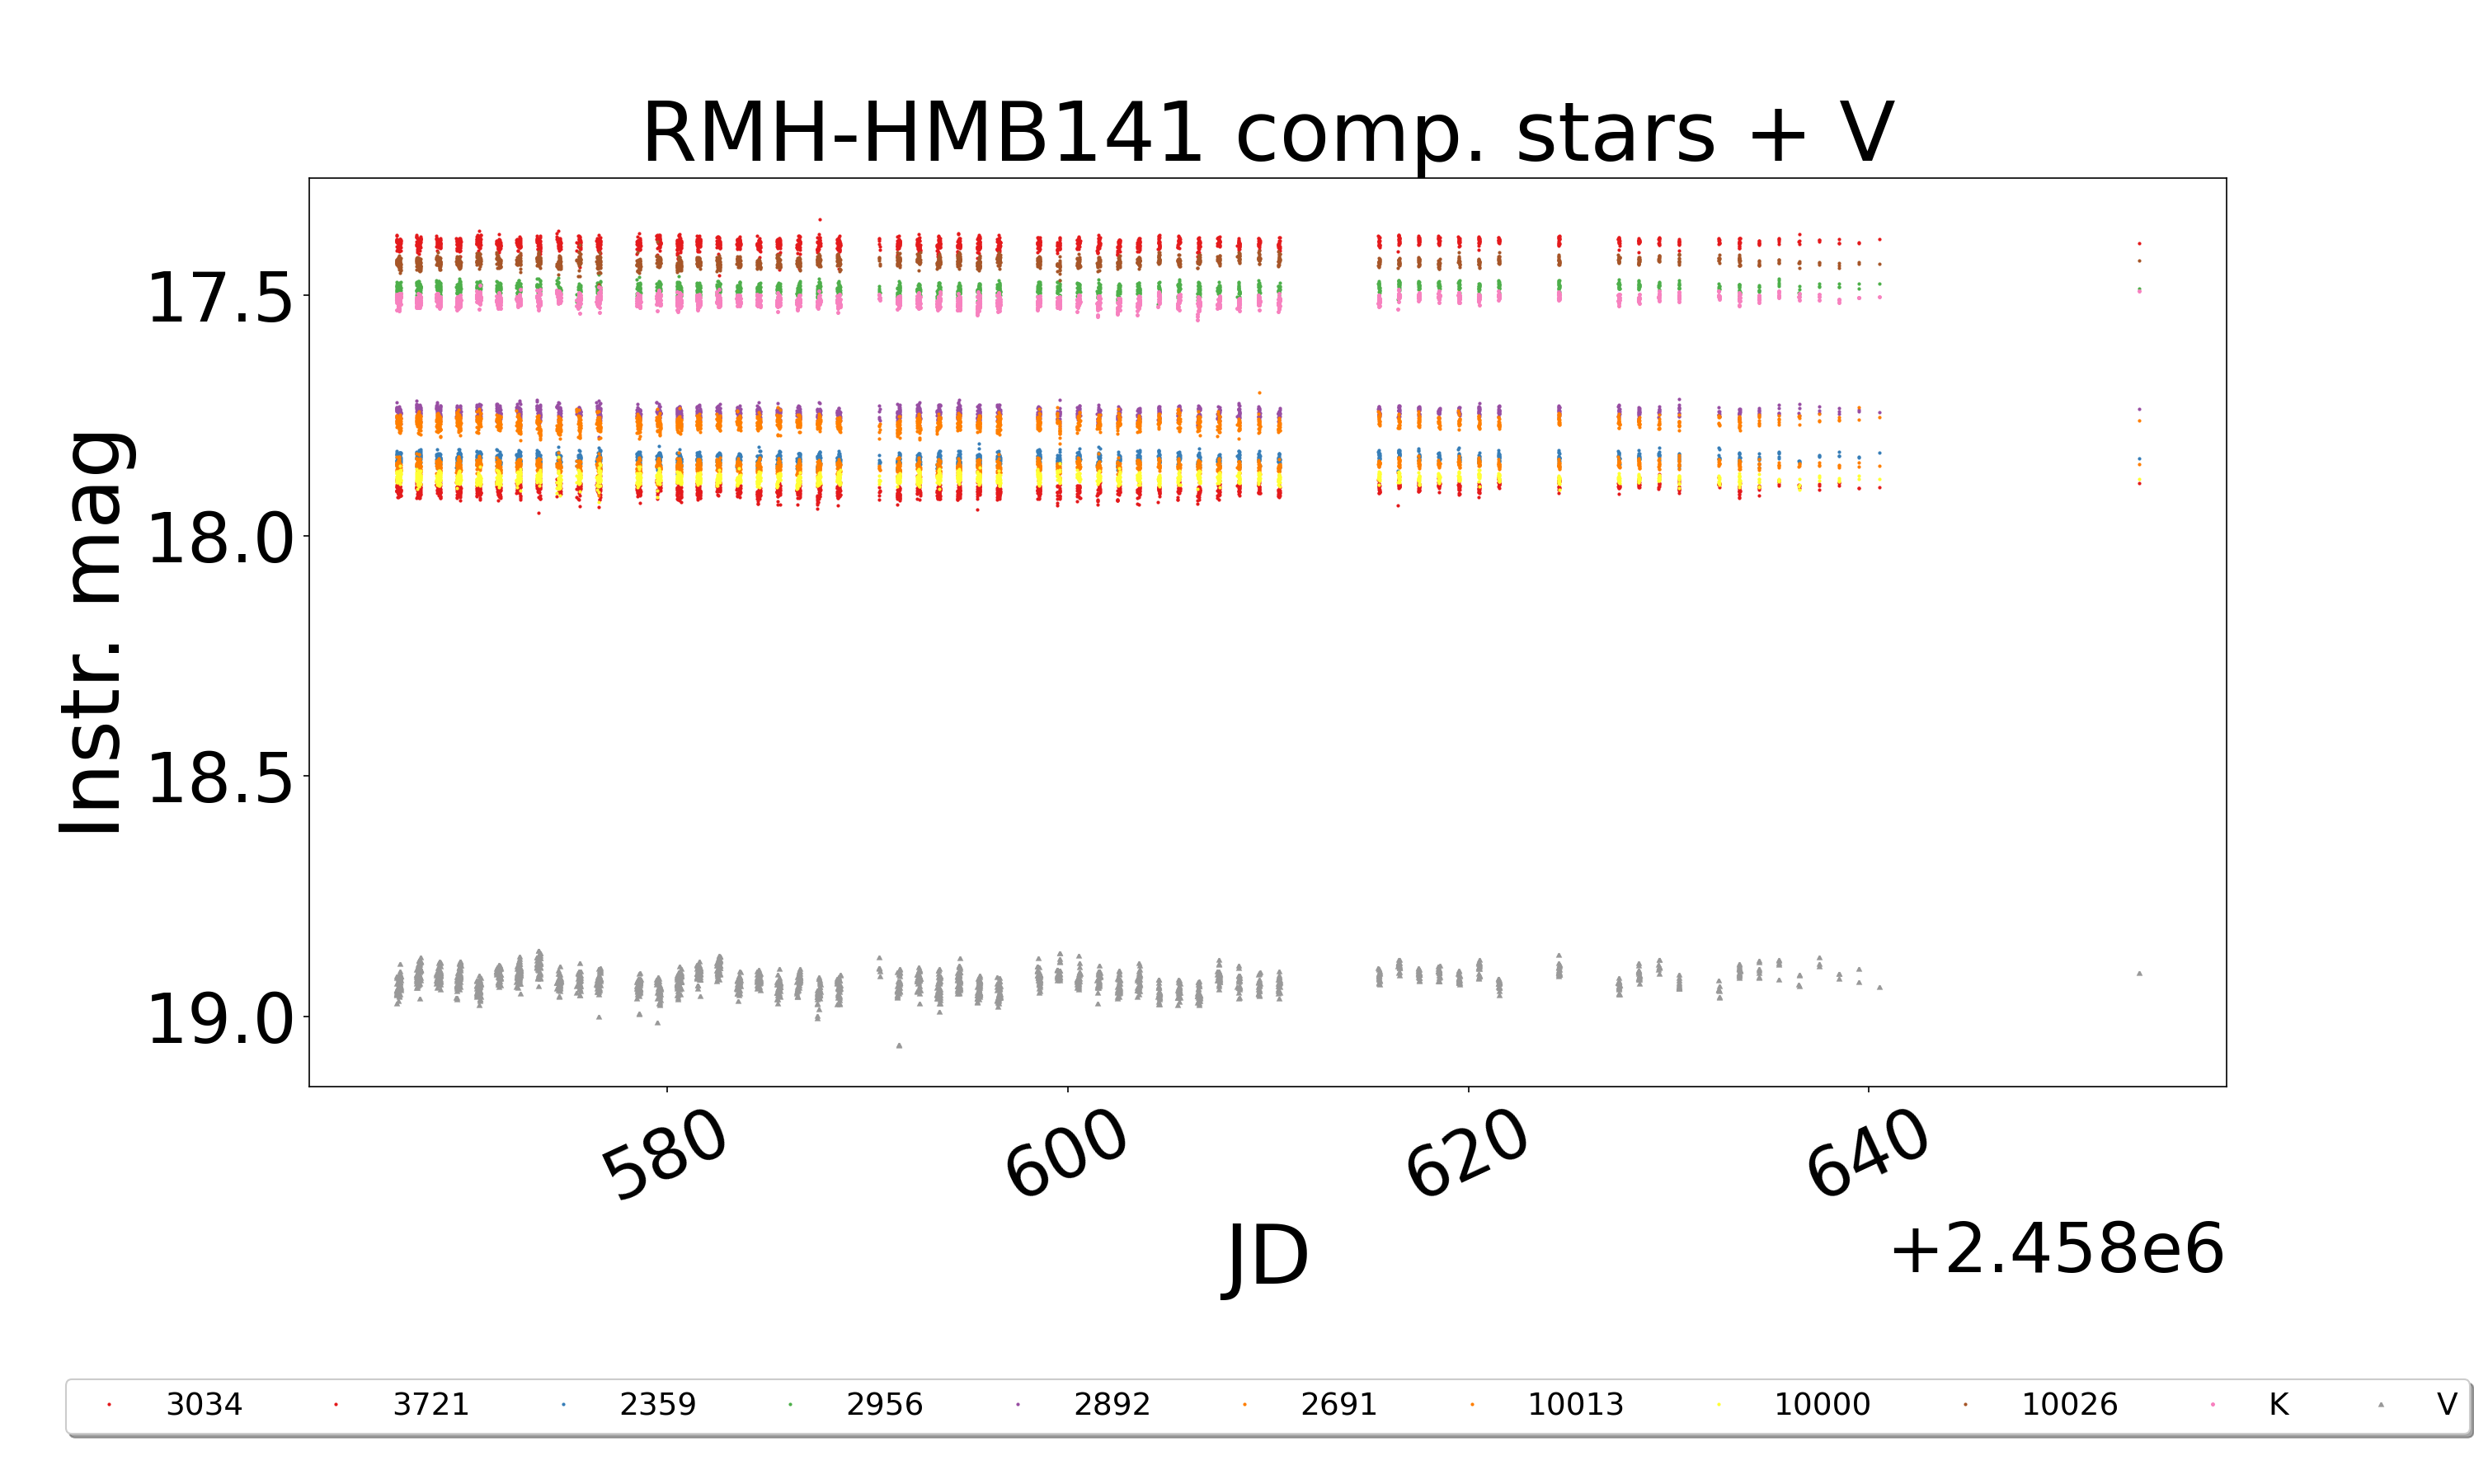 RMH-HMB141 comp. stars + V
Instr. mag
17.5
18.0
18.5
19.0
580 600 620 640
JD
+2.458e6
3034 3721 2359 2956 2892 2691 10013 10000 10026 K V